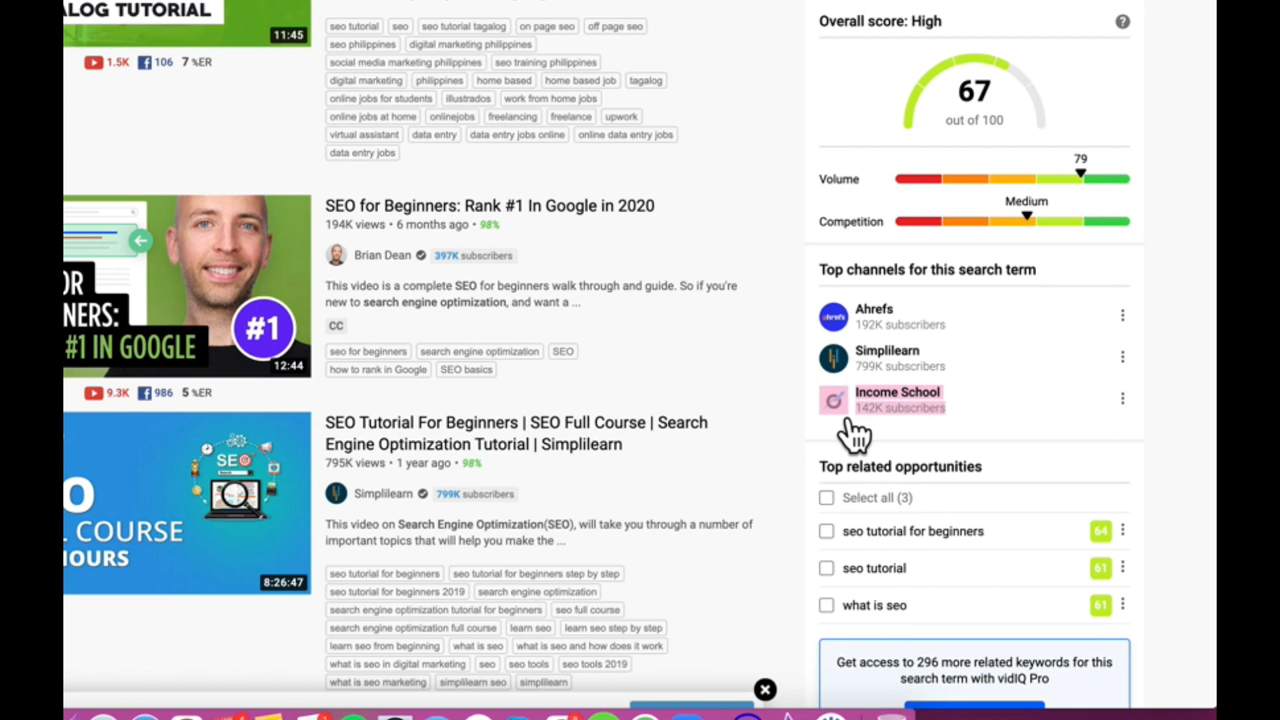 ALOG TUTORIAL
11:45
1.5K 106 7 %ER
seo tutorial seo seo tutorial tagalog on page seo off page seo
seo philippines digital marketing philippines
social media marketing philippines seo training philippines
digital marketing philippines home based home based job tagalog
online jobs for students illustrados work from home jobs
online jobs at home onlinejobs freelancing freelance upwork
virtual assistant data entry data entry jobs online online data entry jobs
data entry jobs
OR
NERS:
#1 IN GOOGLE
#1
12:44
9.3K 986 5 %ER
SEO for Beginners: Rank #1 In Google in 2020
194K views • 6 months ago • 98%
Brian Dean 397K subscribers
This video is a complete SEO for beginners walk through and guide. So if you're
new to search engine optimization, and want a ...
CC
seo for beginners search engine optimization SEO
how to rank in Google SEO basics
SEO
O
L COURSE
HOURS
8:26:47
SEO Tutorial For Beginners | SEO Full Course | Search
Engine Optimization Tutorial | Simplilearn
795K views • 1 year ago • 98%
Simplilearn 799K subscribers
This video on Search Engine Optimization(SEO), will take you through a number of
important topics that will help you make the ...
seo tutorial for beginners seo tutorial for beginners step by step
seo tutorial for beginners 2019 search engine optimization
search engine optimization tutorial for beginners seo full course
search engine optimization full course learn seo learn seo step by step
learn seo from beginning what is seo what is seo and how does it work
what is seo in digital marketing seo seo tools seo tools 2019
what is seo marketing simplilearn seo simplilearn
Overall score: High
67
out of 100
79
Volume
Medium
Competition
Top channels for this search term
ahrefs
Ahrefs
192K subscribers
Simplilearn
799K subscribers
Income School
142K subscribers
Top related opportunities
Select all (3)
seo tutorial for beginners 64
seo tutorial 61
what is seo 61
Get access to 296 more related keywords for this
search term with vidIQ Pro